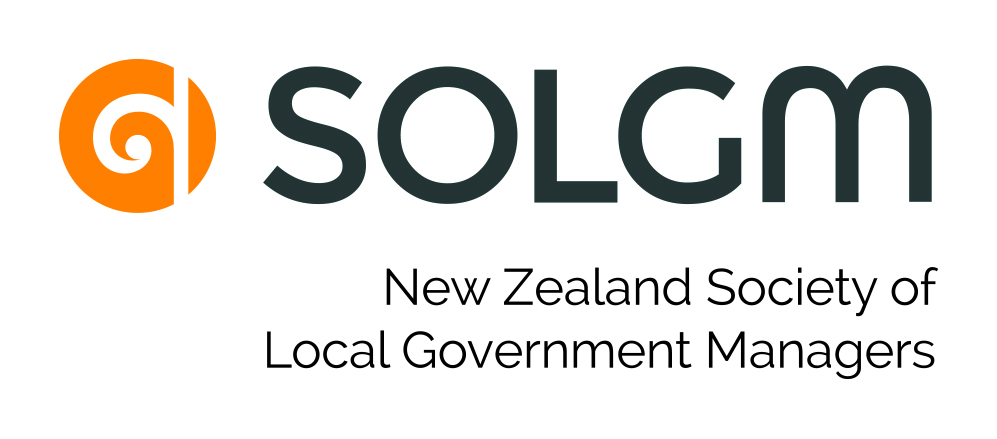 SOLGM
New Zealand Society of
Local Government Managers